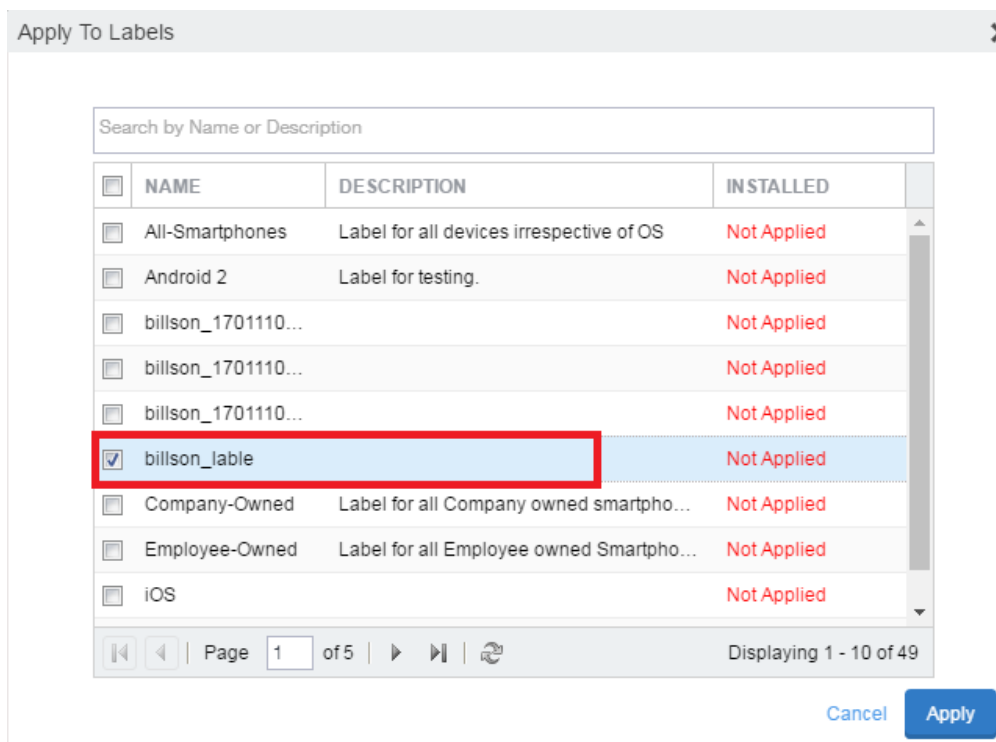 Apply To Labels
Search by Name or Description
NAME DESCRIPTION INSTALLED
All-Smartphones Label for all devices irrespective of OS Not Applied
Android 2 Label for testing. Not Applied
billson_1701110... Not Applied
billson_1701110... Not Applied
billson_1701110... Not Applied
billson_lable Not Applied
Company-Owned Label for all Company owned smartpho... Not Applied
Employee-Owned Label for all Employee owned Smartpho... Not Applied
iOS Not Applied
Page 1 of 5 Displaying 1 - 10 of 49
Cancel Apply